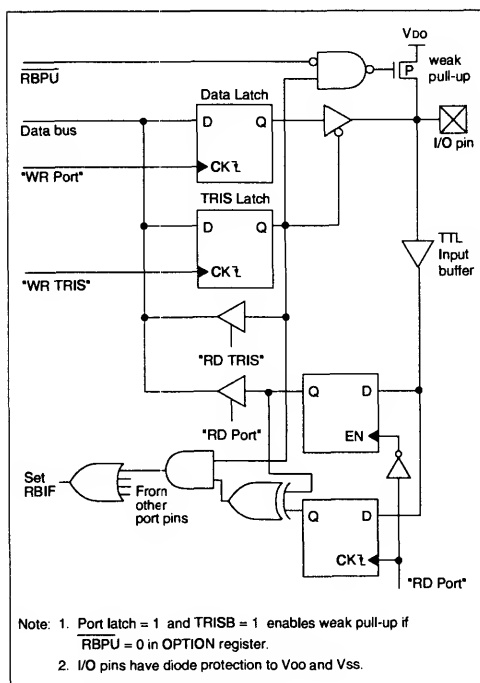 VDO
weak
pull-up
P
RBPU
Data Latch
Data bus
D
Q
I/O pin
"WR Port"
CK
TRIS Latch
D
Q
TTL
Input
buffer
"WR TRIS"
CK
"RD TRIS"
Q
D
"RD Port"
EN
Set
RBIF
From
other
port pins
Q
D
CK
"RD Port"
Note: 1. Port latch = 1 and TRISB = 1 enables weak pull-up if
RBPU = 0 in OPTION register.
2. I/O pins have diode protection to Voo and Vss.